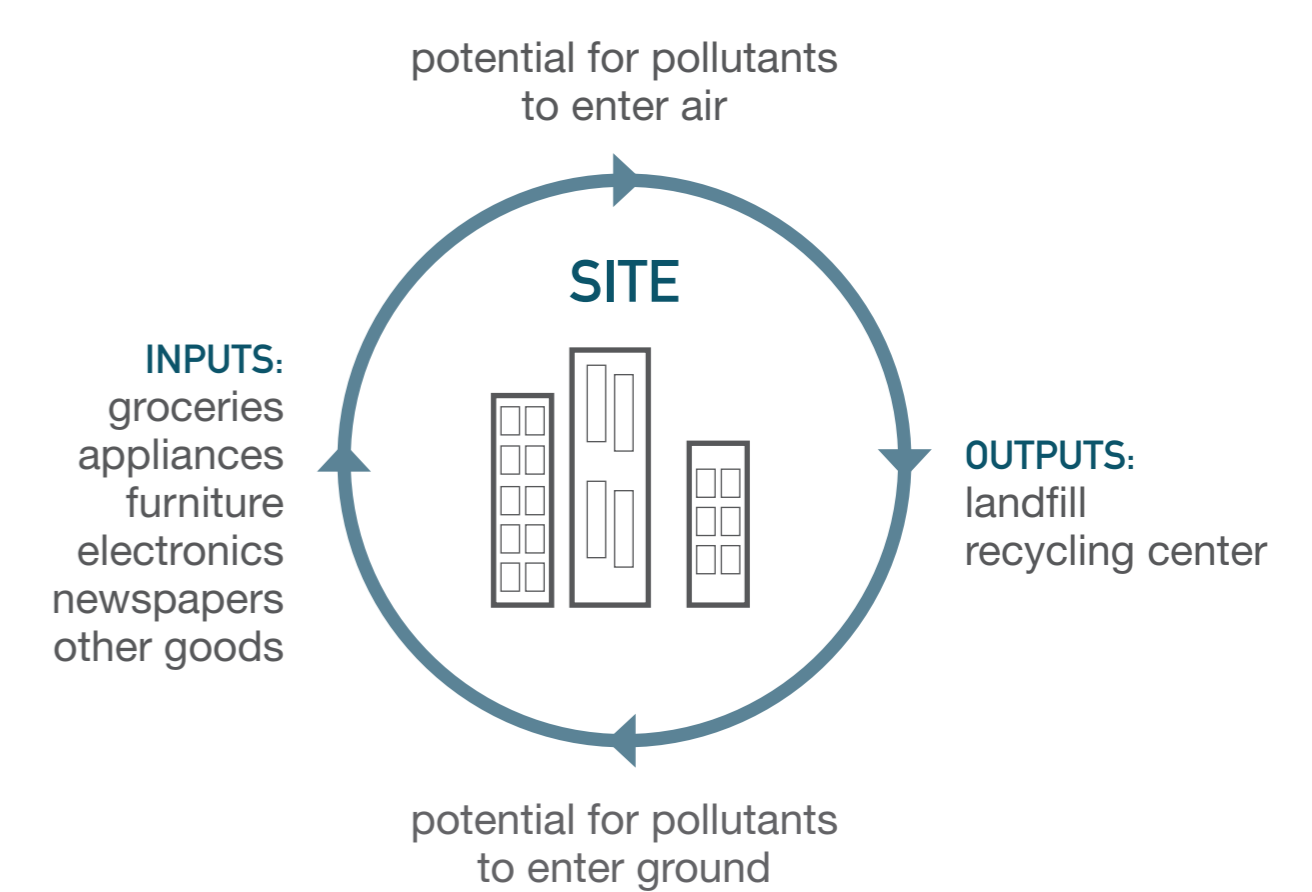 potential for pollutants
to enter air
SITE
INPUTS:
groceries
appliances
furniture
electronics
newspapers
other goods
OUTPUTS:
landfill
recycling center
potential for pollutants
to enter ground